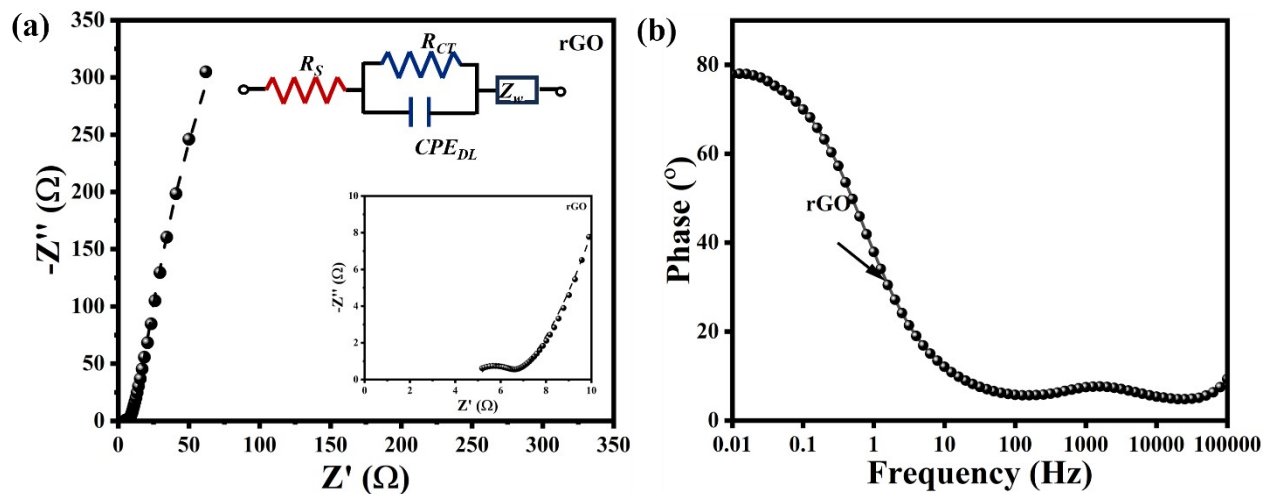 (a)
rGO
R_S
R_CT
Z_w
CPE_DL
-Z'' (Ω)
350
300
250
200
150
100
50
0
0 50 100 150 200 250 300 350
Z' (Ω)
rGO
-Z'' (Ω)
10
8
6
4
2
0
0 2 4 6 8 10
Z' (Ω)
(b)
Phase (°)
80
60
40
20
0
rGO
0.01 0.1 1 10 100 1000 10000 100000
Frequency (Hz)